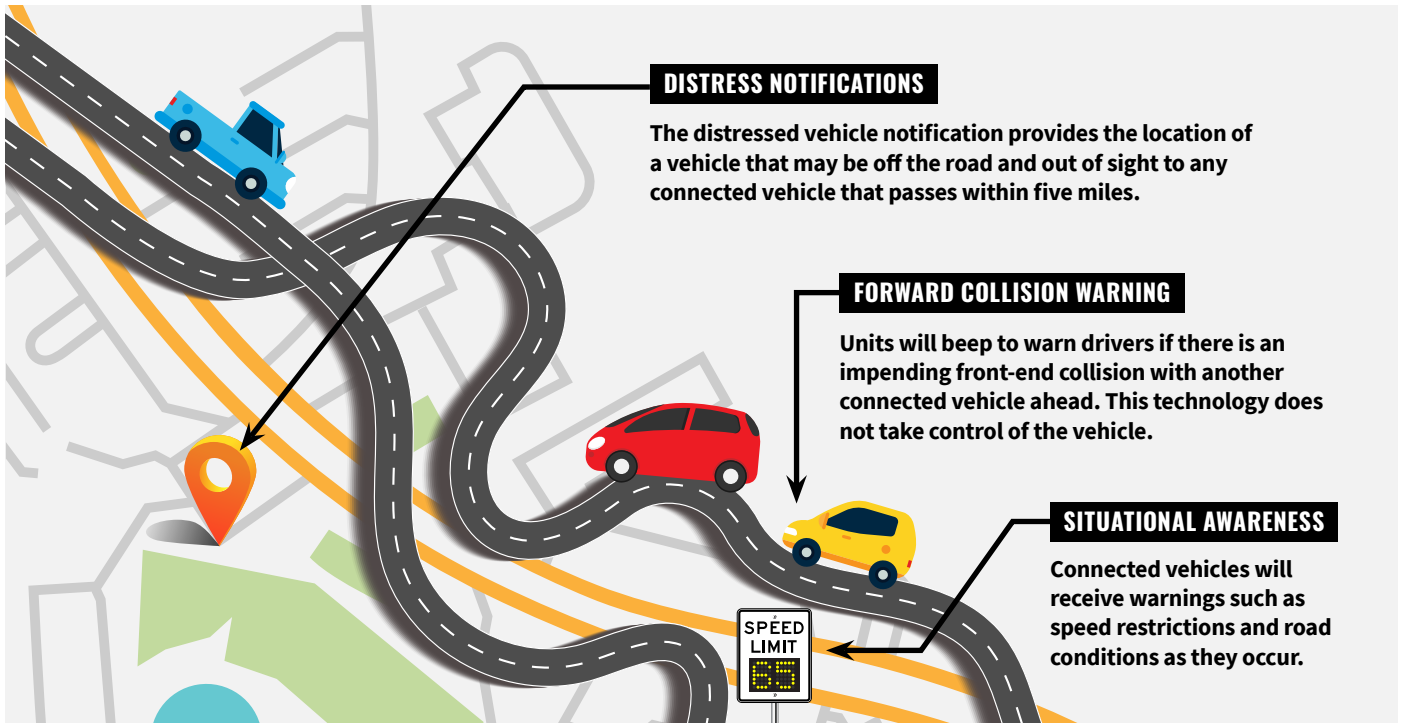 DISTRESS NOTIFICATIONS
The distressed vehicle notification provides the location of
a vehicle that may be off the road and out of sight to any
connected vehicle that passes within five miles.
FORWARD COLLISION WARNING
Units will beep to warn drivers if there is an
impending front-end collision with another
connected vehicle ahead. This technology does
not take control of the vehicle.
SITUATIONAL AWARENESS
Connected vehicles will
receive warnings such as
speed restrictions and road
conditions as they occur.
SPEED
LIMIT
65